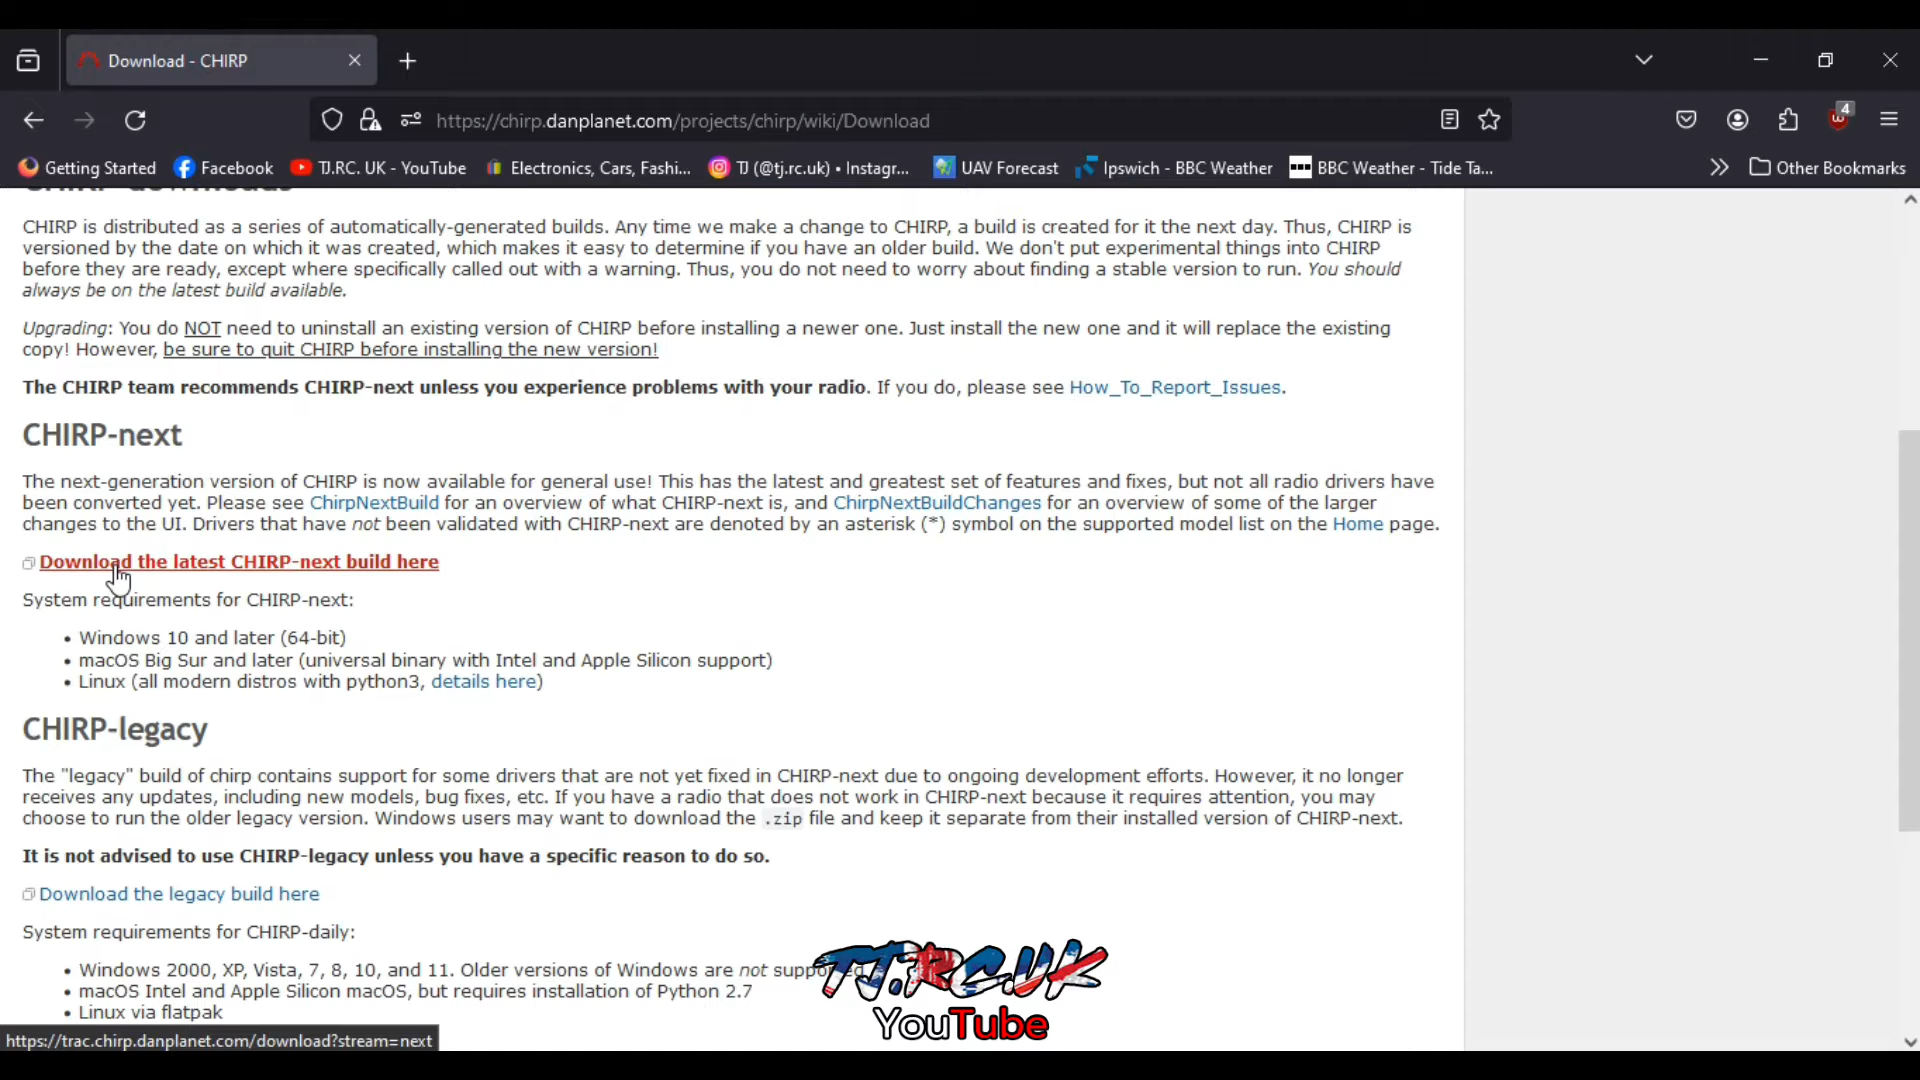 Download - CHIRP
https://chirp.danplanet.com/projects/chirp/wiki/Download
4
Getting Started
Facebook
TJ.RC. UK - YouTube
Electronics, Cars, Fashi...
TJ (@tj.rc.uk) • Instagr...
UAV Forecast
Ipswich - BBC Weather
BBC Weather - Tide Ta...
Other Bookmarks
CHIRP downloads
CHIRP is distributed as a series of automatically-generated builds. Any time we make a change to CHIRP, a build is created for it the next day. Thus, CHIRP is
versioned by the date on which it was created, which makes it easy to determine if you have an older build. We don't put experimental things into CHIRP
before they are ready, except where specifically called out with a warning. Thus, you do not need to worry about finding a stable version to run. You should
always be on the latest build available.
Upgrading: You do NOT need to uninstall an existing version of CHIRP before installing a newer one. Just install the new one and it will replace the existing
copy! However, be sure to quit CHIRP before installing the new version!
The CHIRP team recommends CHIRP-next unless you experience problems with your radio. If you do, please see How_To_Report_Issues.
CHIRP-next
The next-generation version of CHIRP is now available for general use! This has the latest and greatest set of features and fixes, but not all radio drivers have
been converted yet. Please see ChirpNextBuild for an overview of what CHIRP-next is, and ChirpNextBuildChanges for an overview of some of the larger
changes to the UI. Drivers that have not been validated with CHIRP-next are denoted by an asterisk (*) symbol on the supported model list on the Home page.
Download the latest CHIRP-next build here
System requirements for CHIRP-next:
• Windows 10 and later (64-bit)
• macOS Big Sur and later (universal binary with Intel and Apple Silicon support)
• Linux (all modern distros with python3, details here)
CHIRP-legacy
The "legacy" build of chirp contains support for some drivers that are not yet fixed in CHIRP-next due to ongoing development efforts. However, it no longer
receives any updates, including new models, bug fixes, etc. If you have a radio that does not work in CHIRP-next because it requires attention, you may
choose to run the older legacy version. Windows users may want to download the .zip file and keep it separate from their installed version of CHIRP-next.
It is not advised to use CHIRP-legacy unless you have a specific reason to do so.
Download the legacy build here
System requirements for CHIRP-daily:
• Windows 2000, XP, Vista, 7, 8, 10, and 11. Older versions of Windows are not supported
• macOS Intel and Apple Silicon macOS, but requires installation of Python 2.7
• Linux via flatpak
TJ.RC.UK
YouTube
https://trac.chirp.danplanet.com/download?stream=next